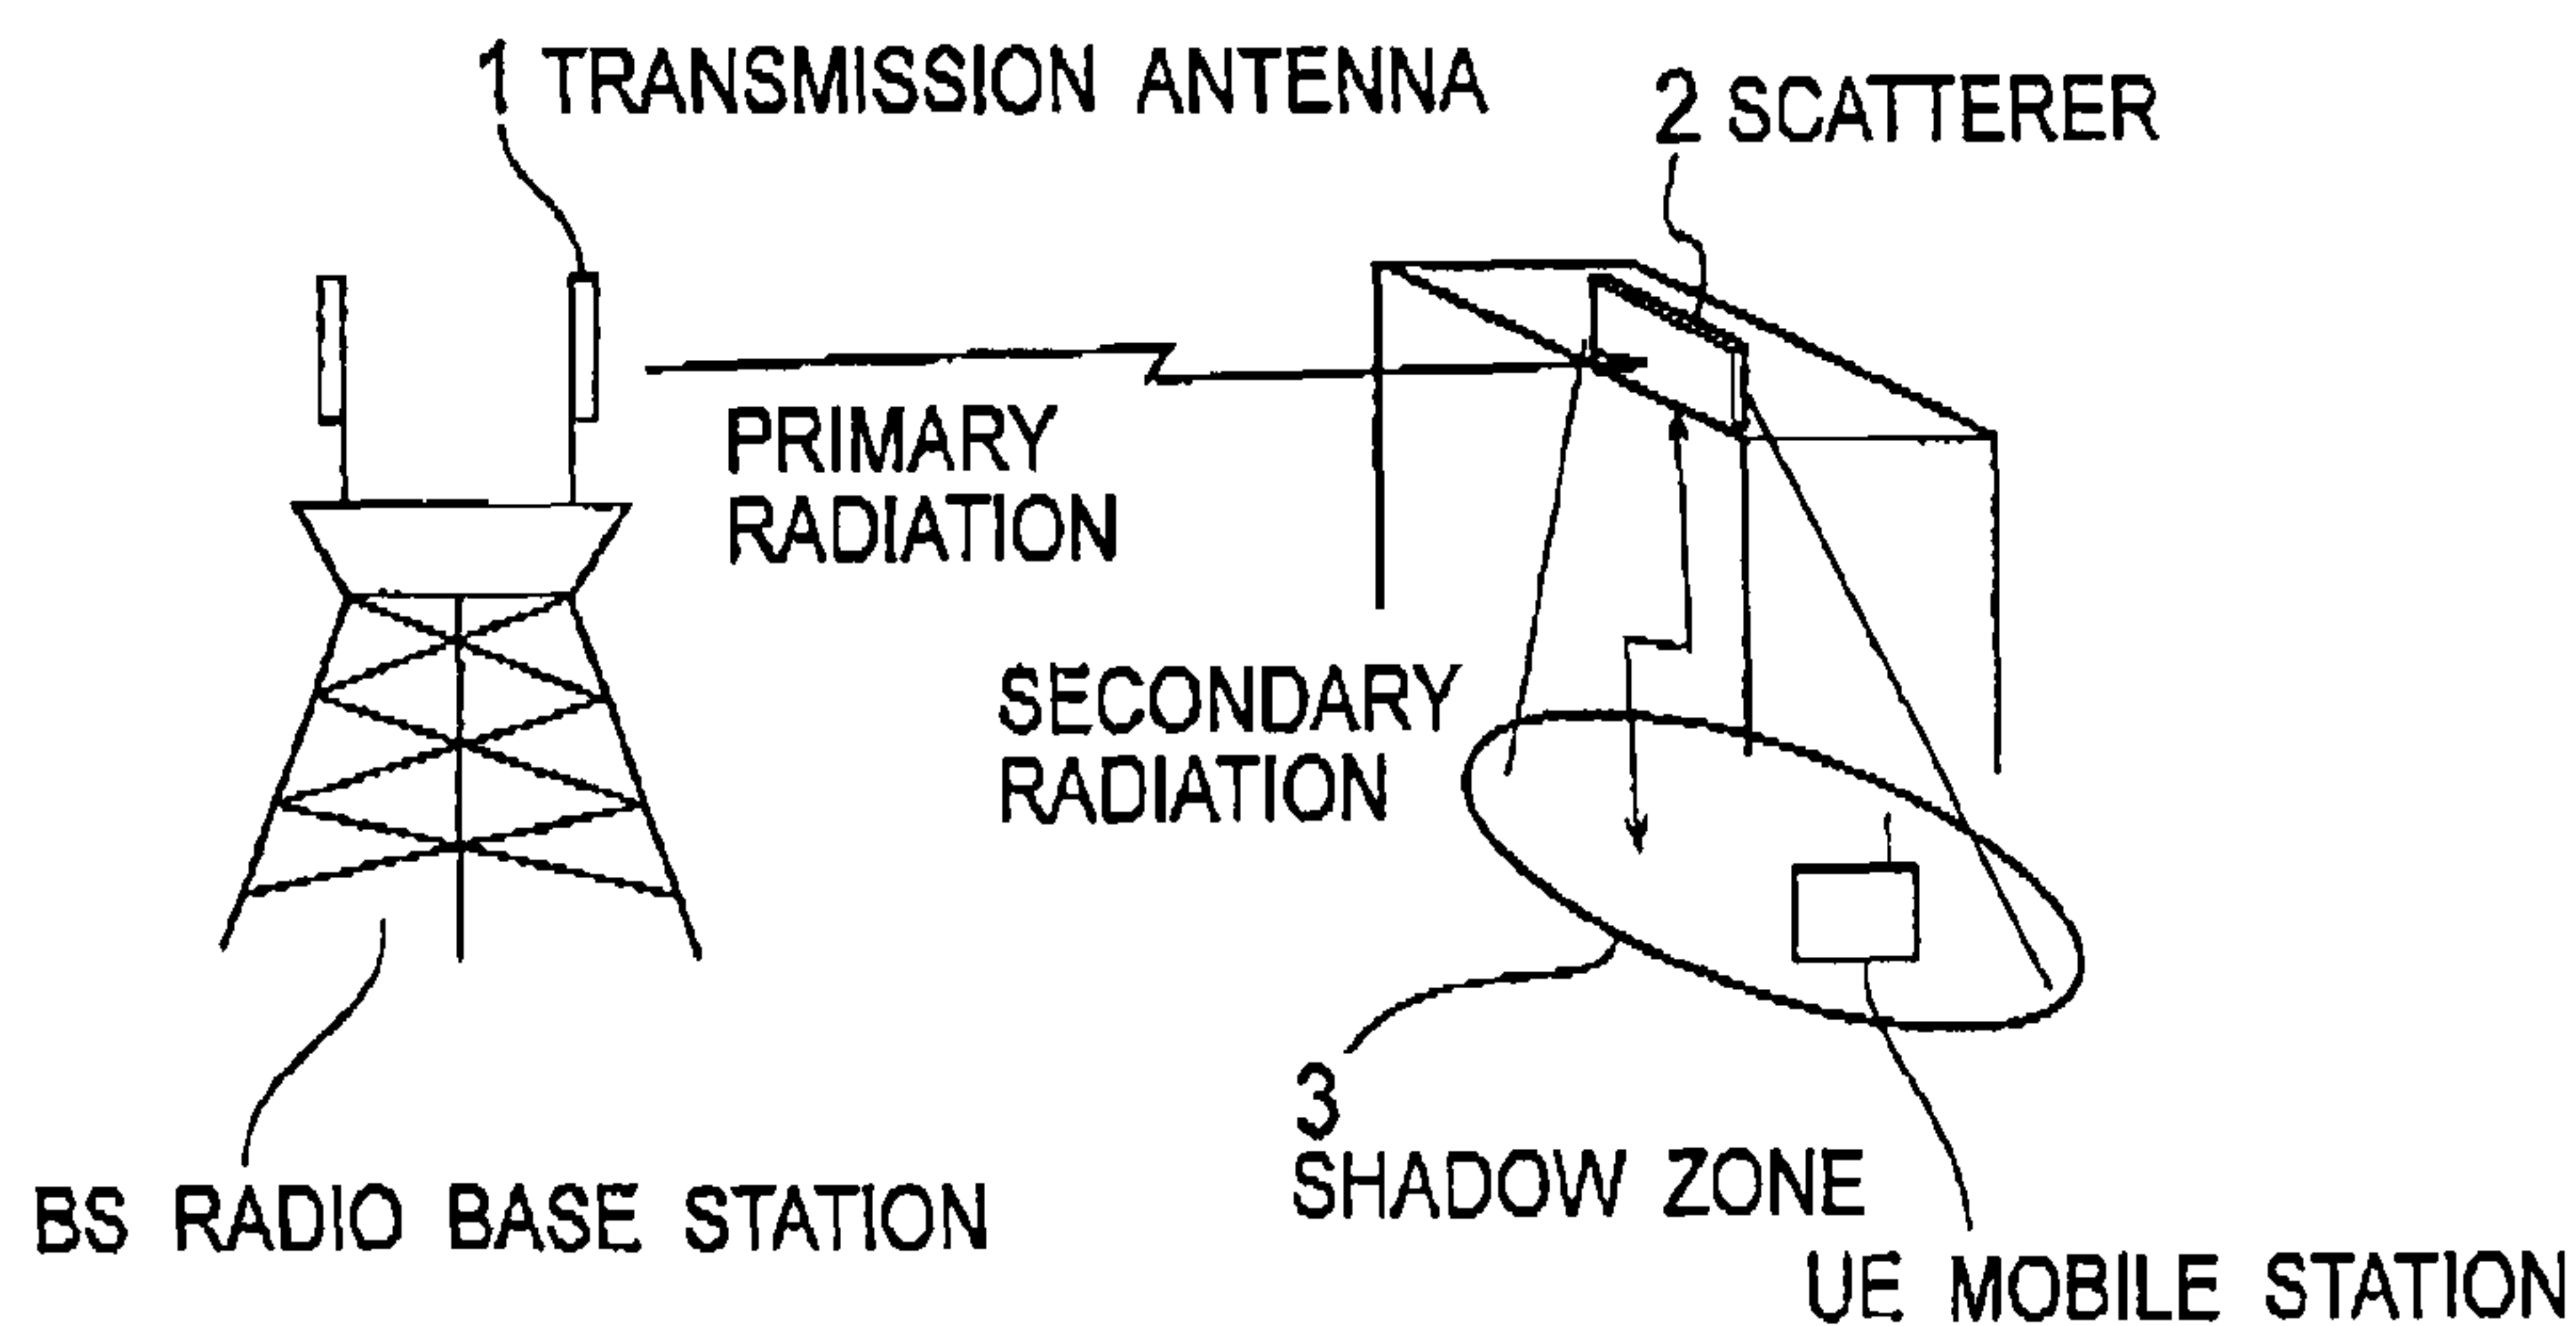 1 TRANSMISSION ANTENNA
2 SCATTERER
PRIMARY
RADIATION
SECONDARY
RADIATION
3
SHADOW ZONE
BS RADIO BASE STATION
UE MOBILE STATION